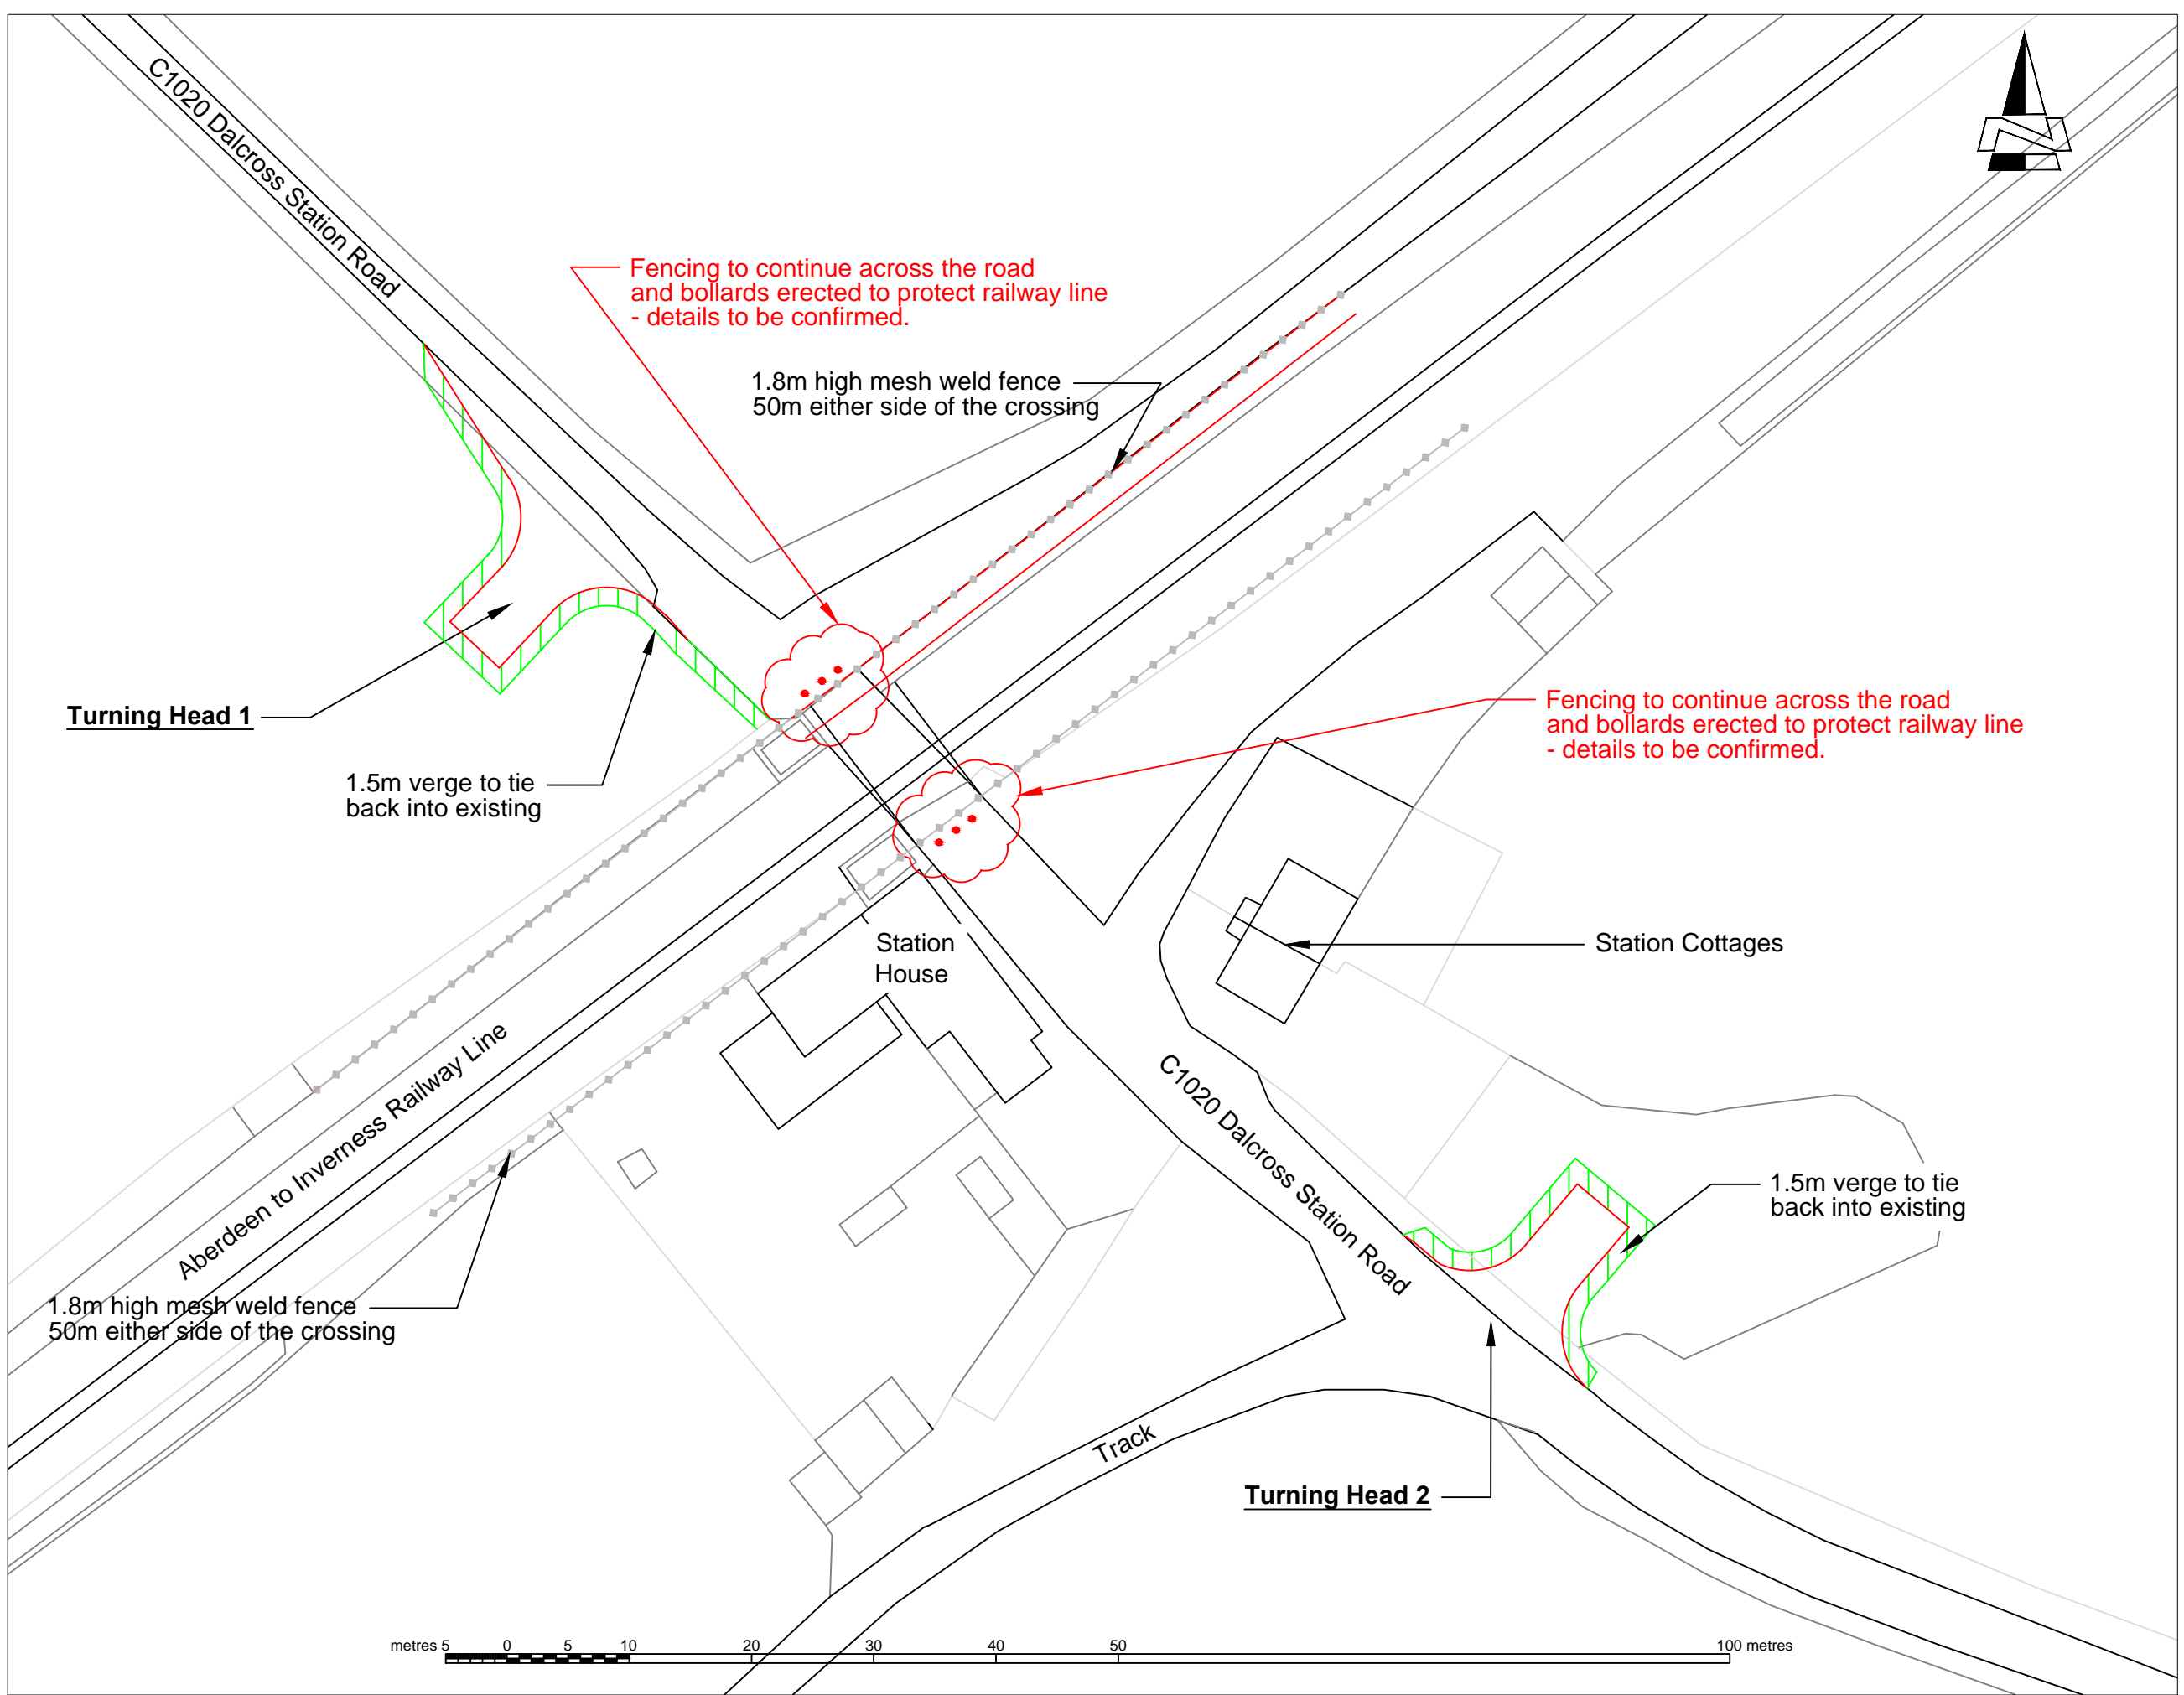 C1020 Dalcross Station Road
Fencing to continue across the road
and bollards erected to protect railway line
- details to be confirmed.
1.8m high mesh weld fence
50m either side of the crossing
Turning Head 1
1.5m verge to tie
back into existing
Fencing to continue across the road
and bollards erected to protect railway line
- details to be confirmed.
Station
House
Station Cottages
Aberdeen to Inverness Railway Line
C1020 Dalcross Station Road
1.5m verge to tie
back into existing
1.8m high mesh weld fence
50m either side of the crossing
Track
Turning Head 2
metres 5 0 5 10 20 30 40 50 100 metres